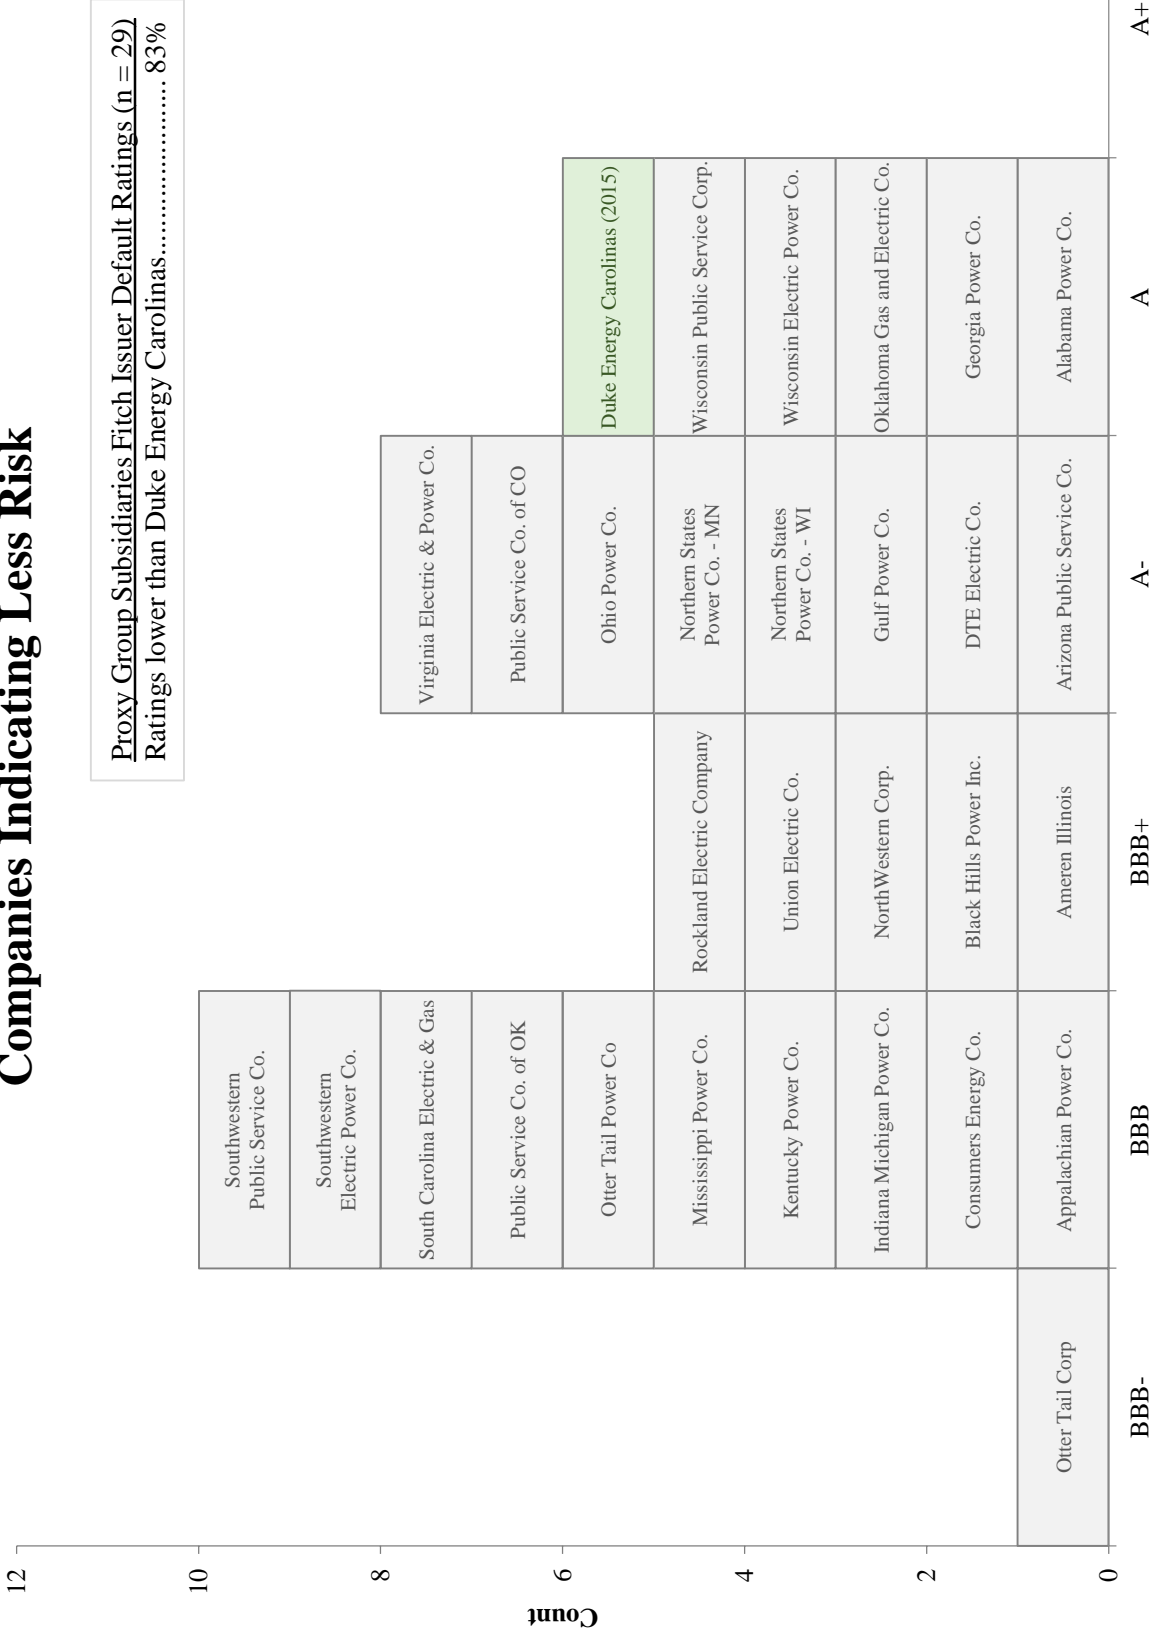 Companies Indicating Less Risk
Proxy Group Subsidiaries Fitch Issuer Default Ratings (n = 29)
Ratings lower than Duke Energy Carolinas........................ 83%
12
10
8
6
4
2
0
Count
Otter Tail Corp
Southwestern
Public Service Co.
Southwestern
Electric Power Co.
South Carolina Electric & Gas
Public Service Co. of OK
Otter Tail Power Co
Mississippi Power Co.
Kentucky Power Co.
Indiana Michigan Power Co.
Consumers Energy Co.
Appalachian Power Co.
Rockland Electric Company
Union Electric Co.
NorthWestern Corp.
Black Hills Power Inc.
Ameren Illinois
Virginia Electric & Power Co.
Public Service Co. of CO
Ohio Power Co.
Northern States
Power Co. - MN
Northern States
Power Co. - WI
Gulf Power Co.
DTE Electric Co.
Arizona Public Service Co.
Duke Energy Carolinas (2015)
Wisconsin Public Service Corp.
Wisconsin Electric Power Co.
Oklahoma Gas and Electric Co.
Georgia Power Co.
Alabama Power Co.
BBB-
BBB
BBB+
A-
A
A+